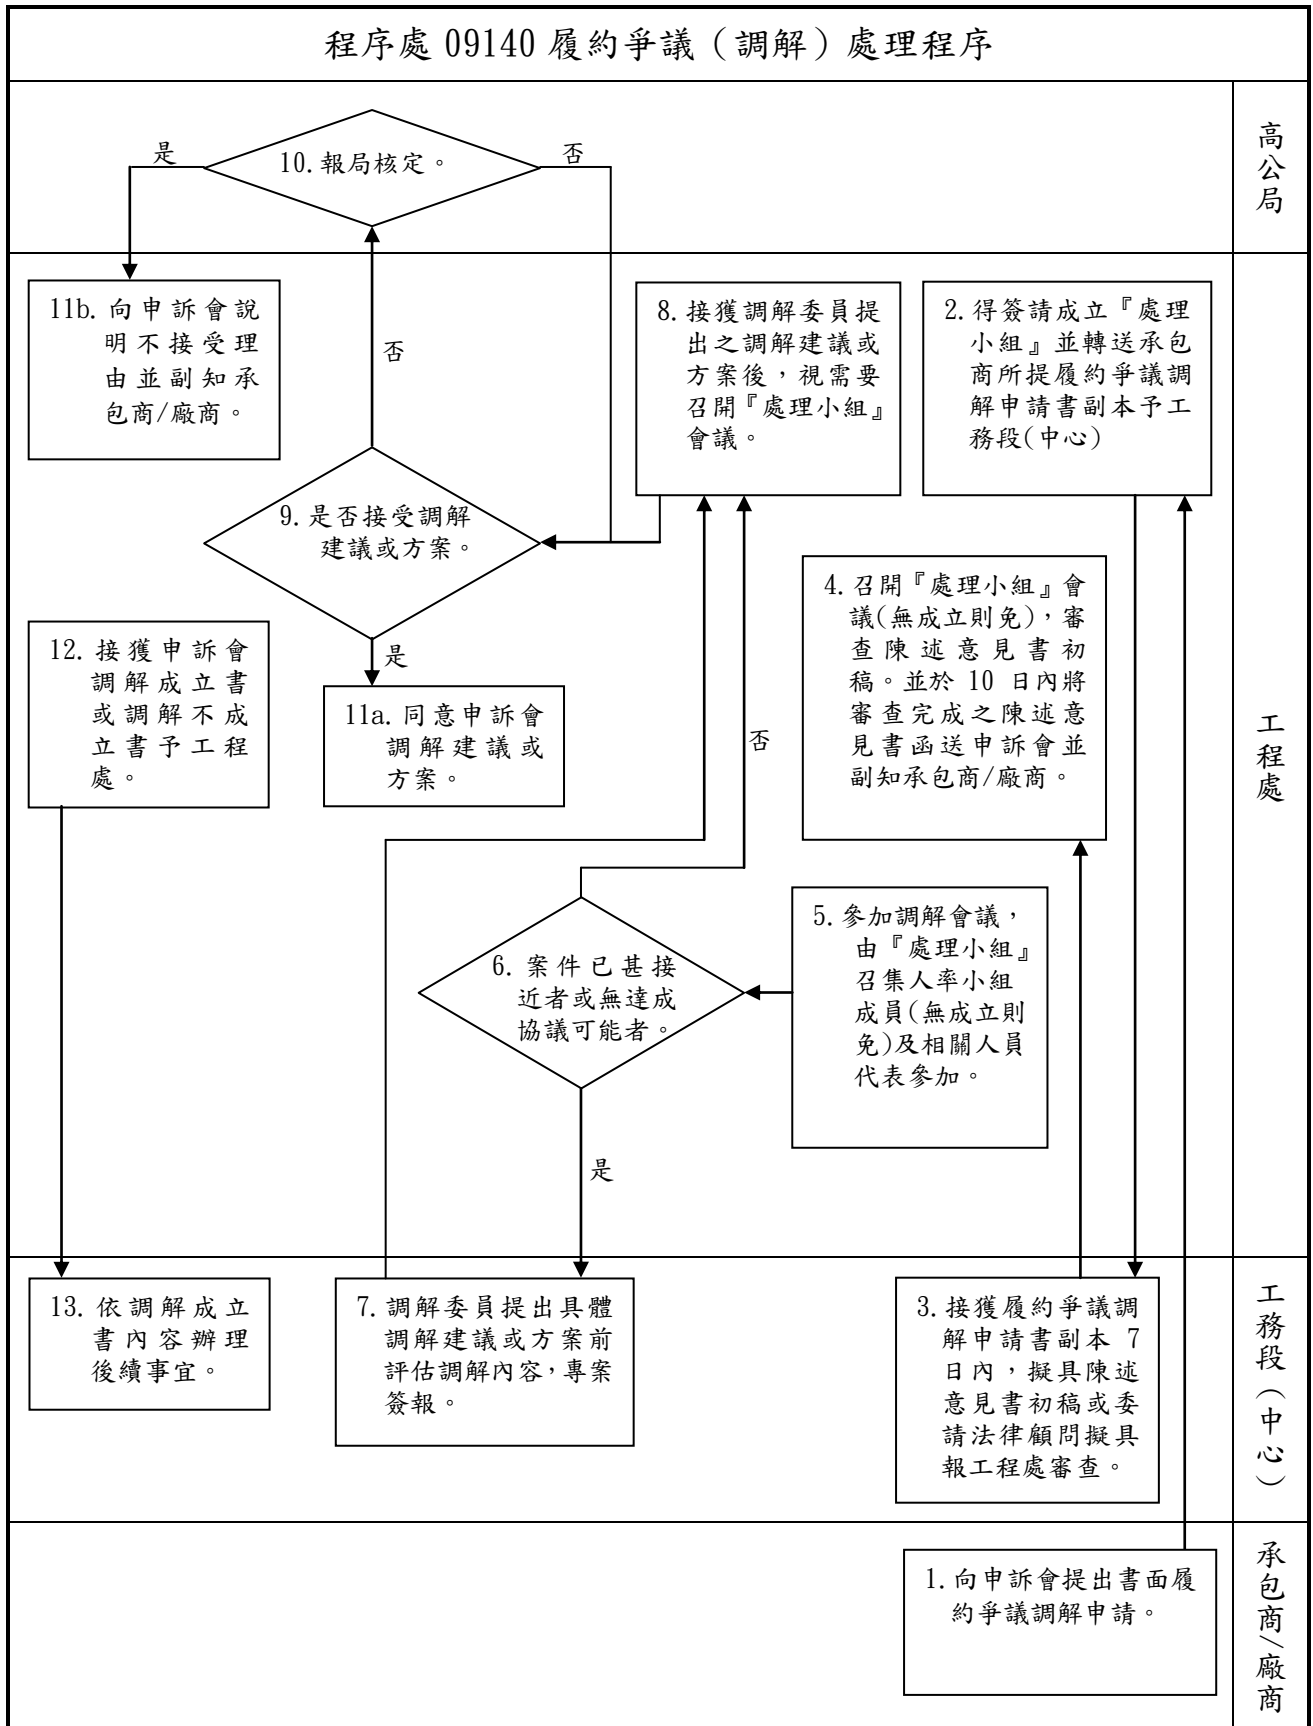 程序處 09140 履約爭議（調解）處理程序
高公局
是
10. 報局核定。
否
工程處
11b. 向申訴會說
明不接受理
由並副知承
包商/廠商。
否
8. 接獲調解委員提
出之調解建議或
方案後，視需要
召開『處理小組』
會議。
2. 得簽請成立『處理
小組』並轉送承包
商所提履約爭議調
解申請書副本予工
務段(中心)
9. 是否接受調解
建議或方案。
是
4. 召開『處理小組』會
議(無成立則免)，審
查陳述意見書初
稿。並於 10 日內將
審查完成之陳述意
見書函送申訴會並
副知承包商/廠商。
12. 接獲申訴會
調解成立書
或調解不成
立書予工程
處。
11a. 同意申訴會
調解建議或
方案。
否
5. 參加調解會議，
由『處理小組』
召集人率小組
成員(無成立則
免)及相關人員
代表參加。
6. 案件已甚接
近者或無達成
協議可能者。
是
工務段（中心）
13. 依調解成立
書內容辦理
後續事宜。
7. 調解委員提出具體
調解建議或方案前
評估調解內容，專案
簽報。
3. 接獲履約爭議調
解申請書副本 7
日內，擬具陳述
意見書初稿或委
請法律顧問擬具
報工程處審查。
承包商/廠商
1. 向申訴會提出書面履
約爭議調解申請。